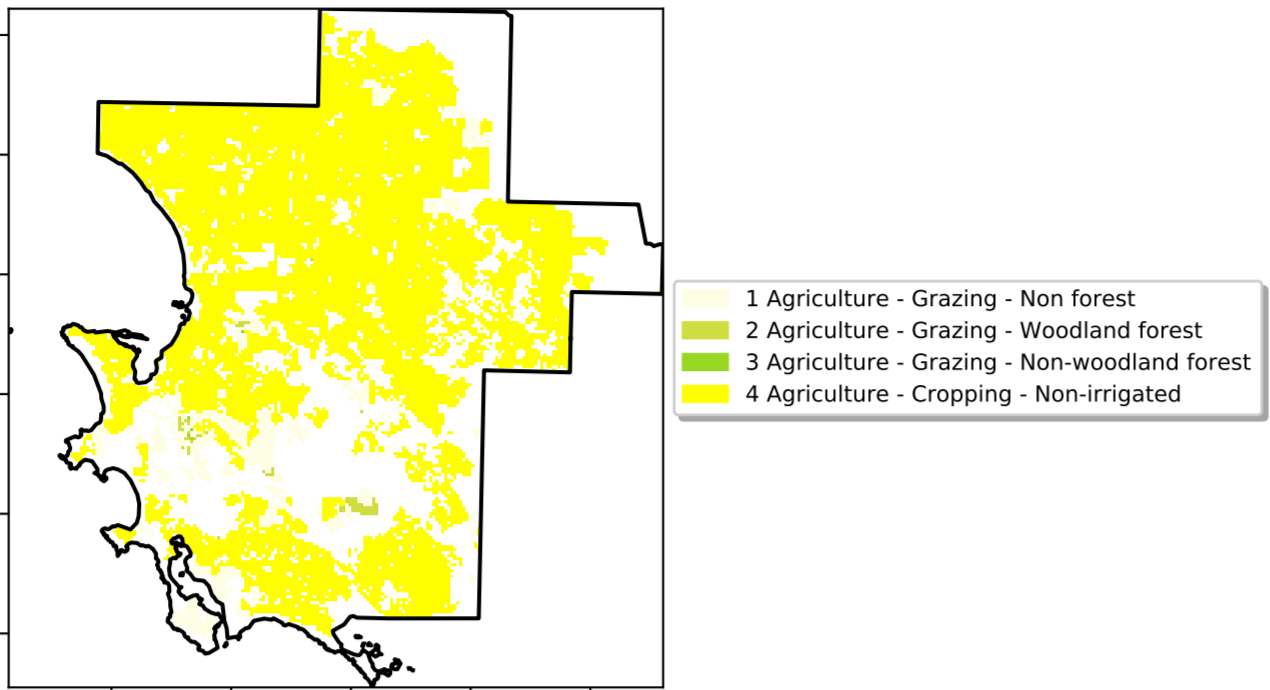 1 Agriculture - Grazing - Non forest
2 Agriculture - Grazing - Woodland forest
3 Agriculture - Grazing - Non-woodland forest
4 Agriculture - Cropping - Non-irrigated